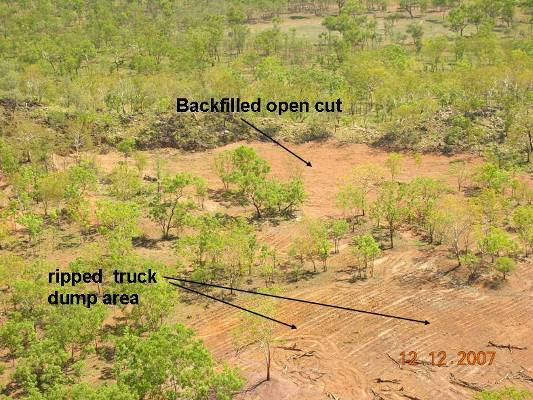 Backfilled open cut
ripped truck
dump area
12 12 2007